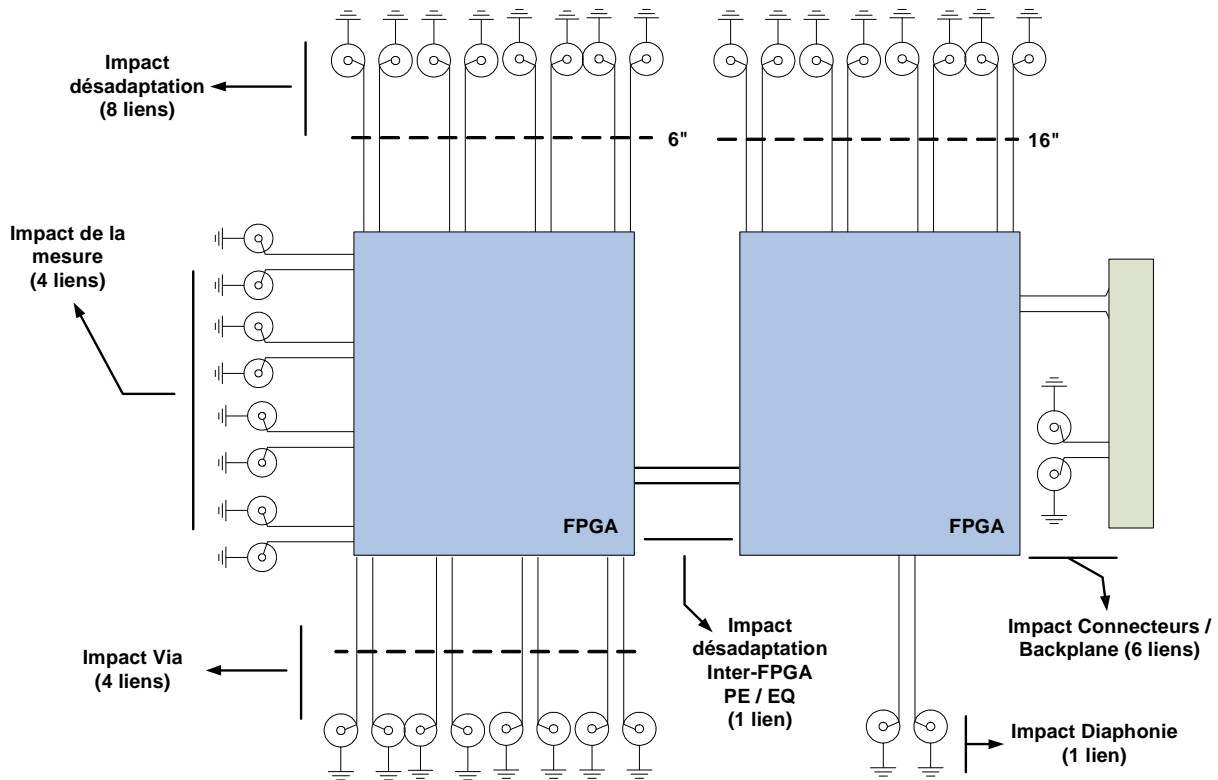 Impact
désadaptation
(8 liens)
6"
16"
Impact de la
mesure
(4 liens)
FPGA
FPGA
Impact Via
(4 liens)
Impact
désadaptation
Inter-FPGA
PE / EQ
(1 lien)
Impact Connecteurs /
Backplane (6 liens)
Impact Diaphonie
(1 lien)